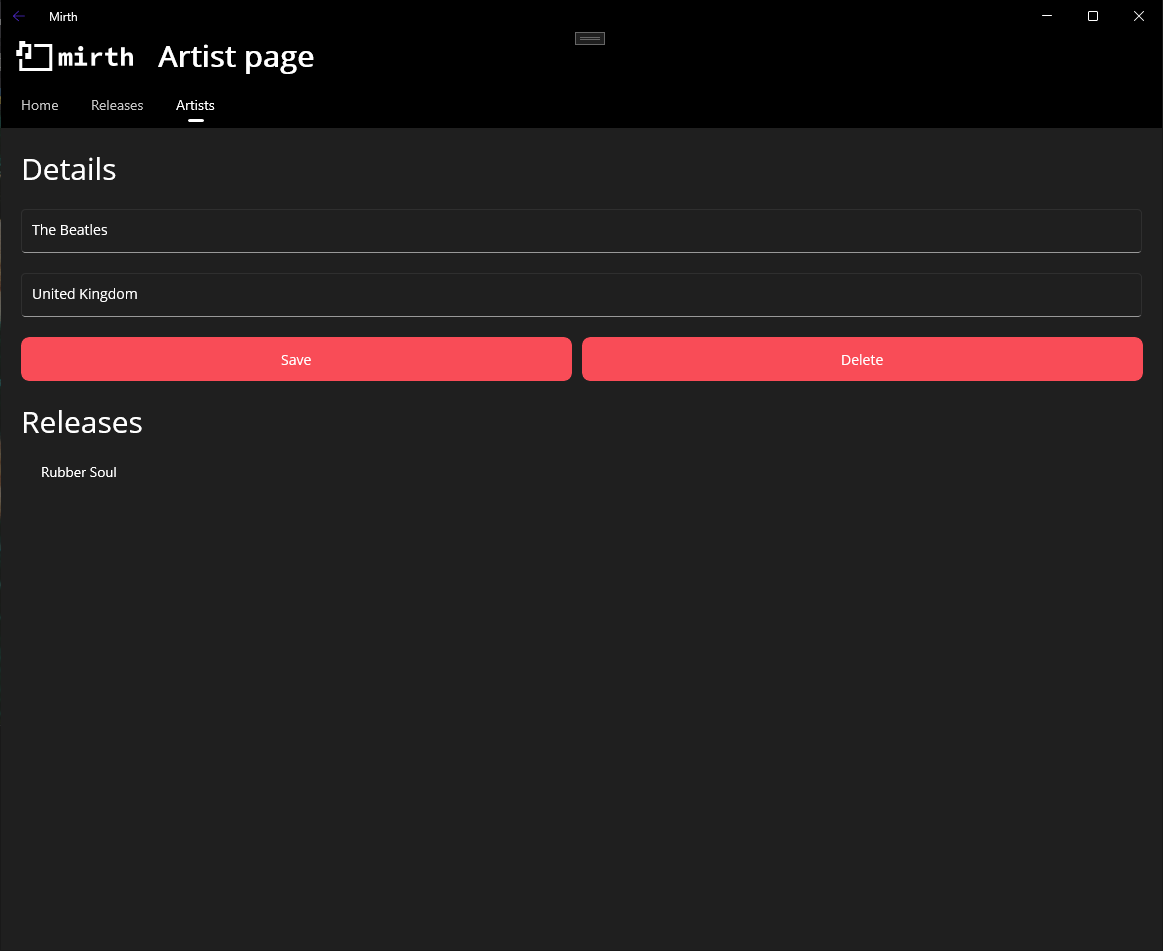 Mirth
mirth Artist page
Home Releases Artists
Details
The Beatles
United Kingdom
Save Delete
Releases
Rubber Soul